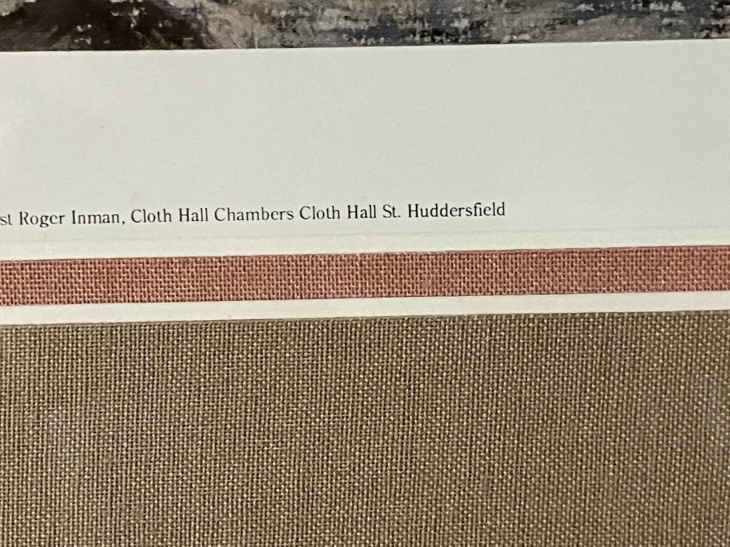 st Roger Inman, Cloth Hall Chambers Cloth Hall St. Huddersfield